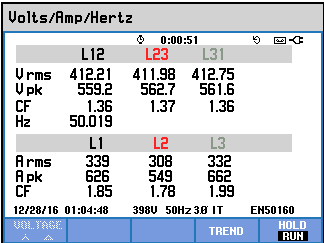 Volts/Amp/Hertz
0:00:51
L12 L23 L31
Vrms 412.21 411.98 412.75
Vpk 559.2 562.7 561.6
CF 1.36 1.37 1.36
Hz 50.019
L1 L2 L3
Arms 339 308 332
Apk 626 549 662
CF 1.85 1.78 1.99
12/28/16 01:04:48 398V 50Hz 3Ø IT EN50160
VOLTAGE TREND HOLD
RUN